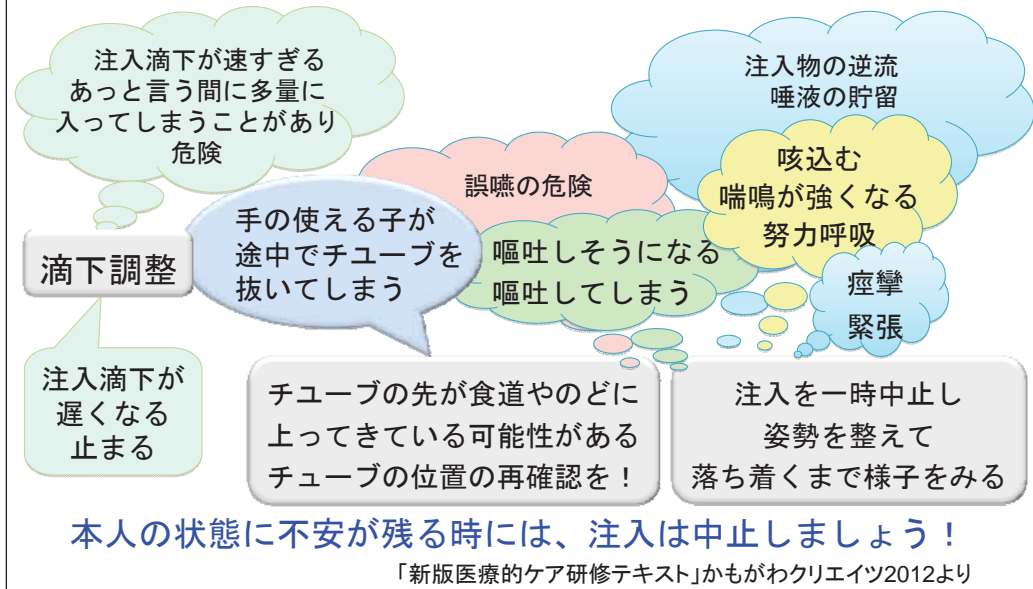 注入滴下が速すぎる
あっと言う間に多量に
入ってしまうことがあり
危険
滴下調整
注入滴下が
遅くなる
止まる
手の使える子が
途中でチユーブを
抜いてしまう
誤嚥の危険
嘔吐しそうになる
嘔吐してしまう
注入物の逆流
唾液の貯留
咳込む
喘鳴が強くなる
努力呼吸
痙攣
緊張
チユーブの先が食道やのどに
上ってきている可能性がある
チューブの位置の再確認を！
注入を一時中止し
姿勢を整えて
落ち着くまで様子をみる
本人の状態に不安が残る時には、注入は中止しましょう！
「新版医療的ケア研修テキスト」かもがわクリエイツ2012より